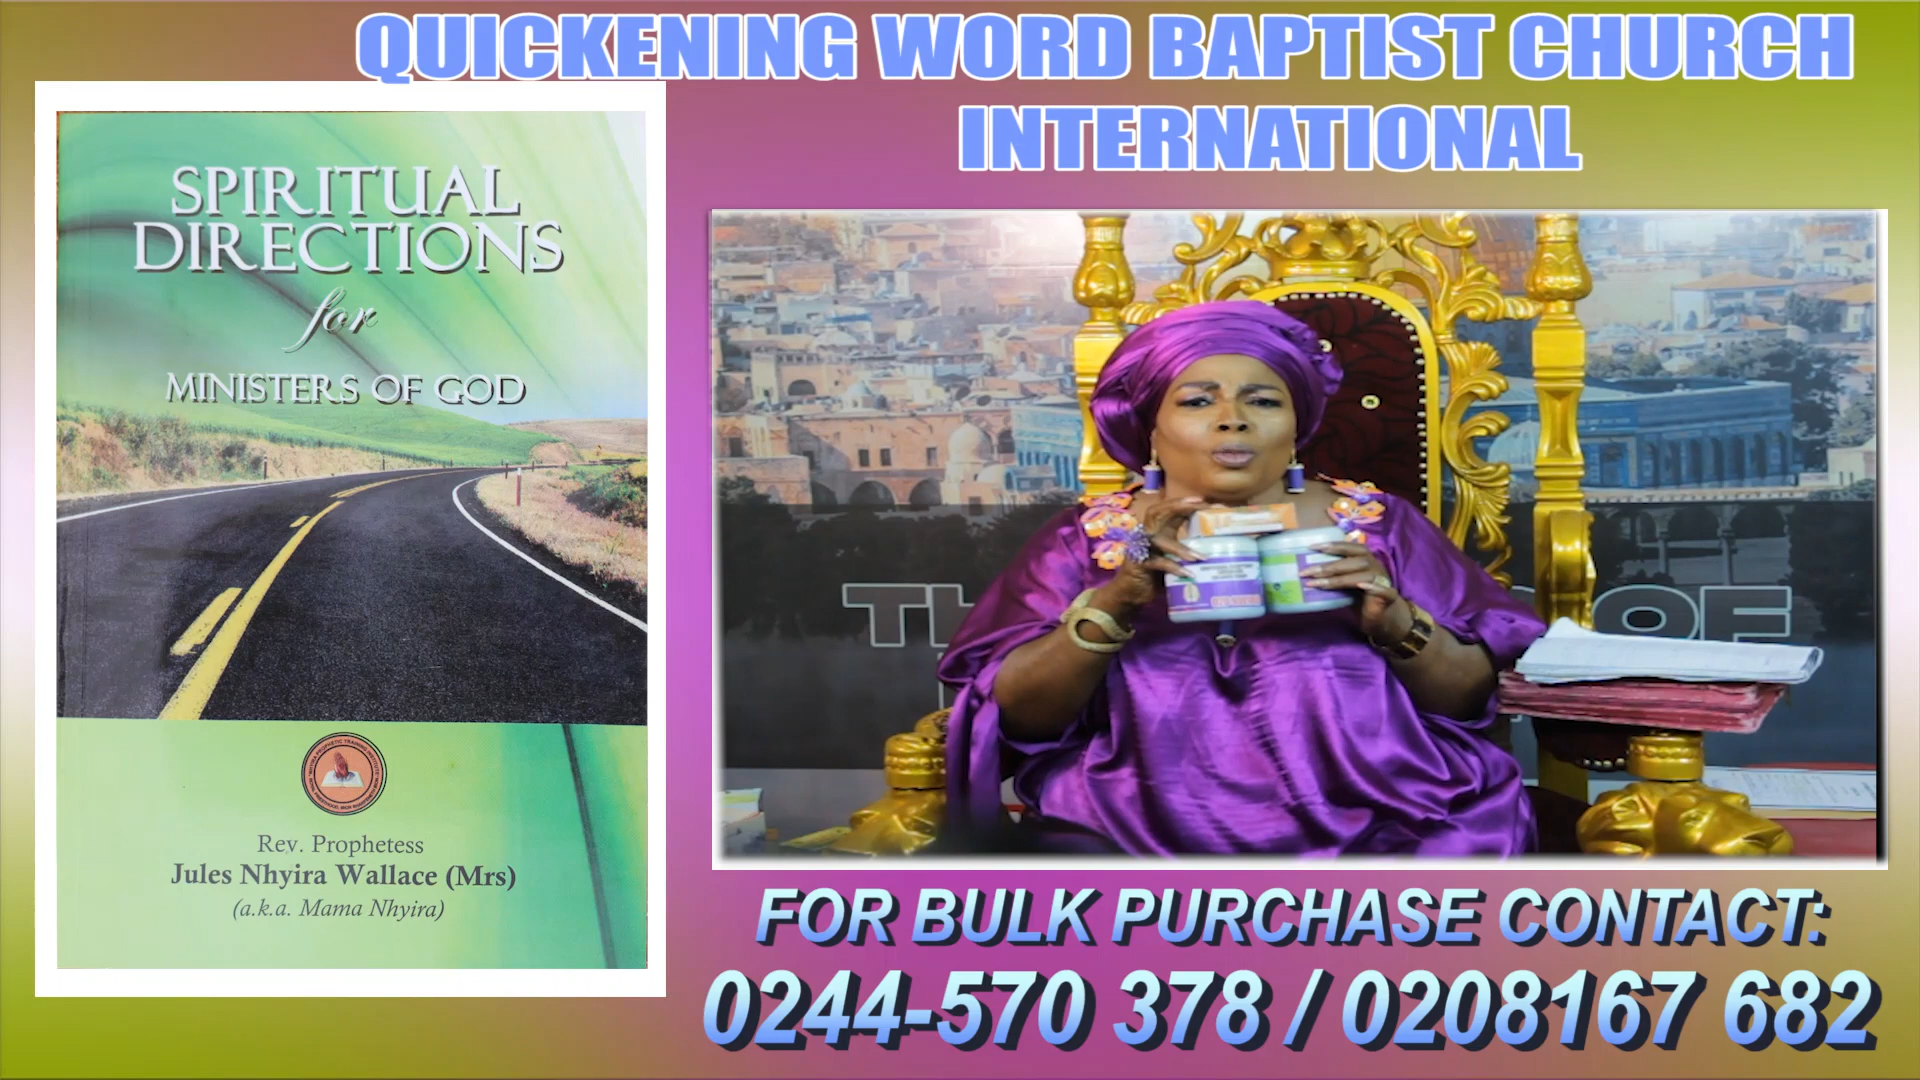 QUICKENING WORD BAPTIST CHURCH
INTERNATIONAL
SPIRITUAL
DIRECTIONS
for
MINISTERS OF GOD
Rev. Prophetess
Jules Nhyira Wallace (Mrs)
(a.k.a. Mama Nhyira)
OF
FOR BULK PURCHASE CONTACT:
0244-570 378 / 0208167 682